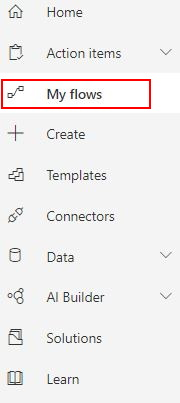 Home
Action items
My flows
Create
Templates
Connectors
Data
AI Builder
Solutions
Learn